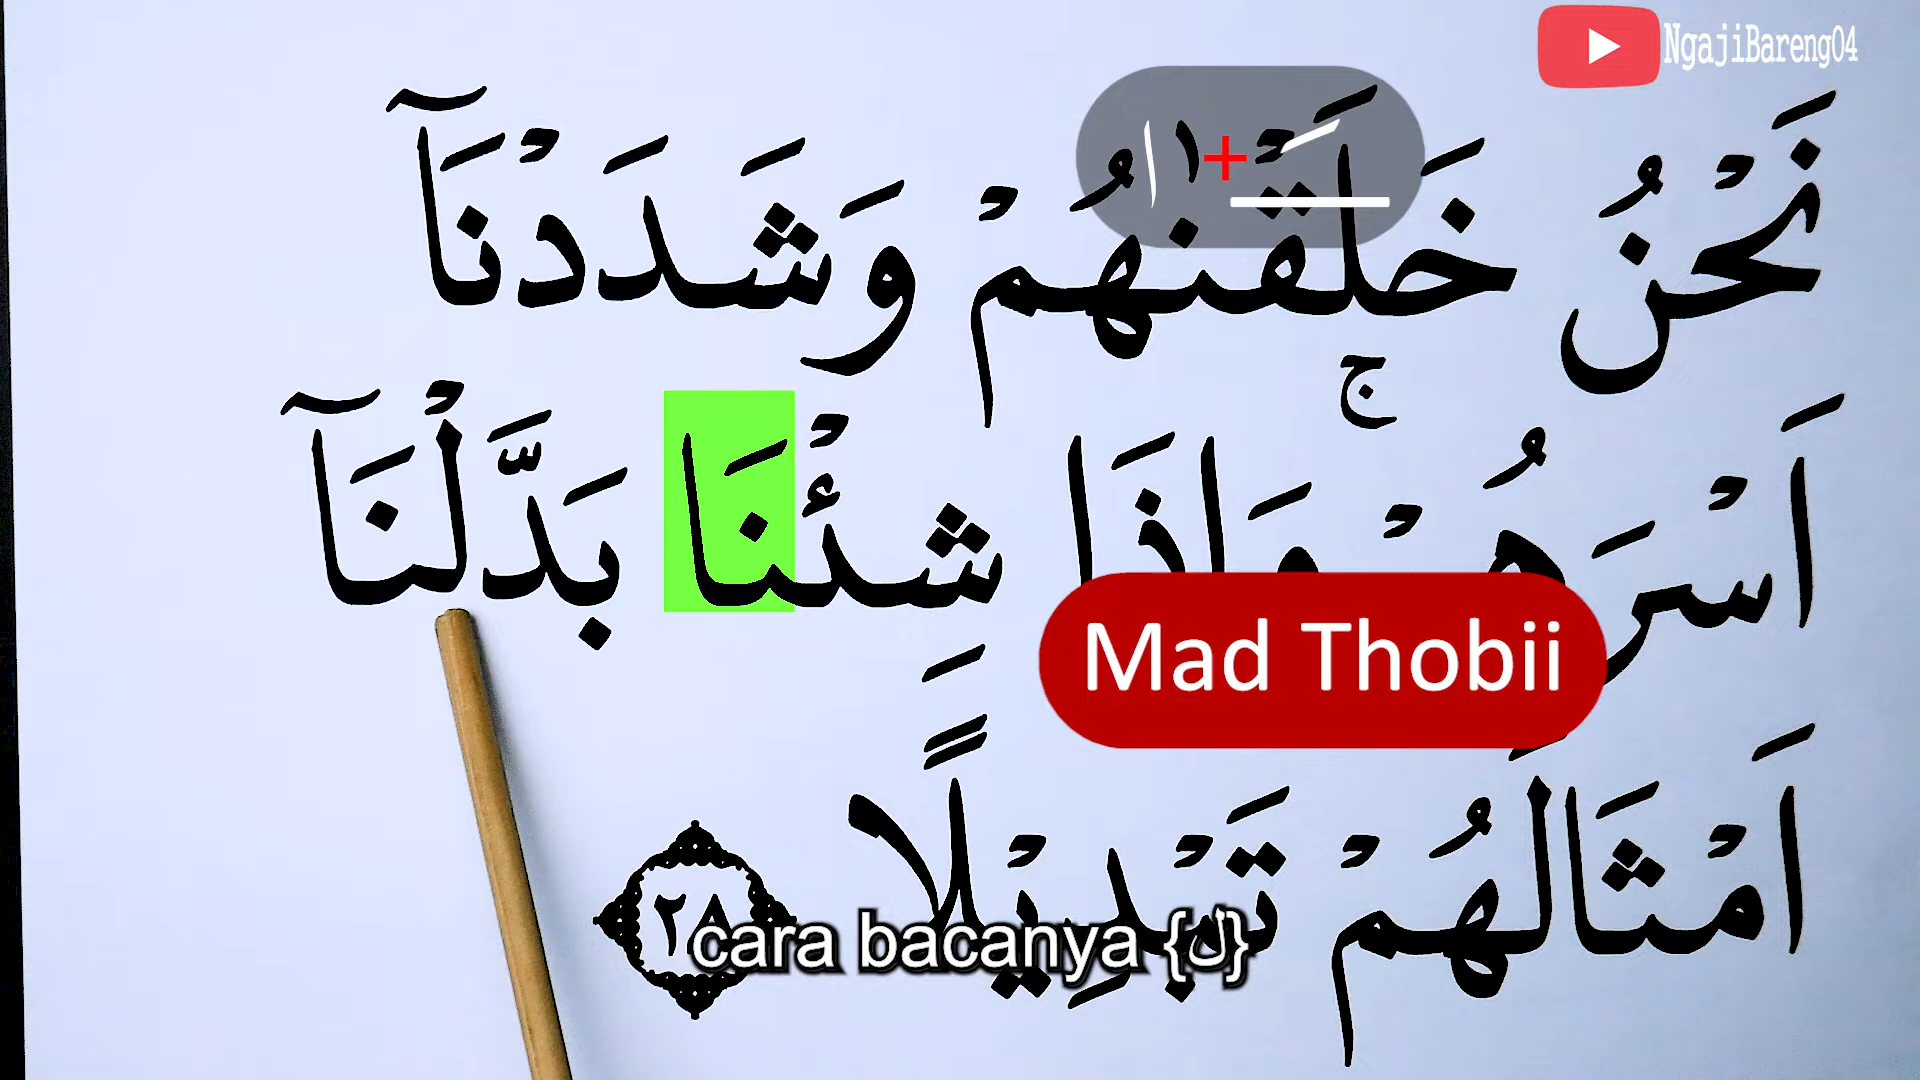 NgajiBareng04
نَحْنُ خَلَقْنٰهُمْ وَشَدَدْنَآ
اَسْرَهُمْ ۚ وَاِذَا شِئْنَا بَدَّلْنَآ
Mad Thobii
اَمْثَالَهُمْ تَبْدِيْلًا ٢٨
cara bacanya {ل}